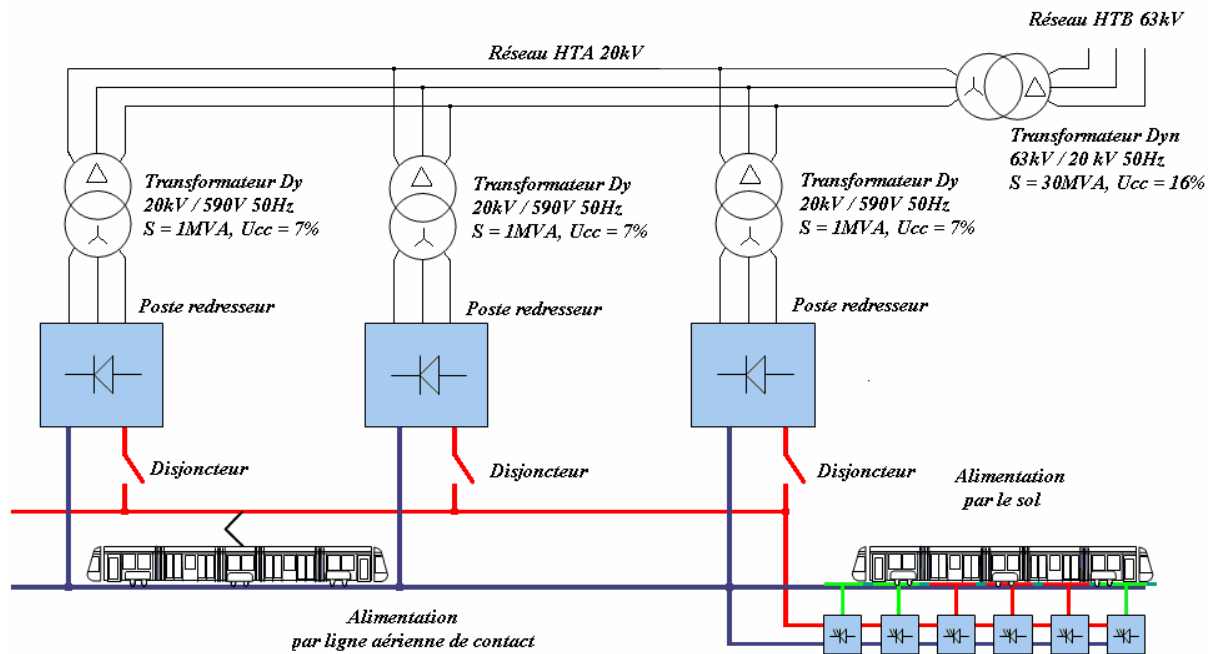 Réseau HTB 63kV
Réseau HTA 20kV
Transformateur Dyn
63kV / 20 kV 50Hz
S = 30MVA, Ucc = 16%
Transformateur Dy
20kV / 590V 50Hz
S = 1MVA, Ucc = 7%
Transformateur Dy
20kV / 590V 50Hz
S = 1MVA, Ucc = 7%
Transformateur Dy
20kV / 590V 50Hz
S = 1MVA, Ucc = 7%
Poste redresseur
Poste redresseur
Poste redresseur
Disjoncteur
Disjoncteur
Disjoncteur
Alimentation
par le sol
Alimentation
par ligne aérienne de contact